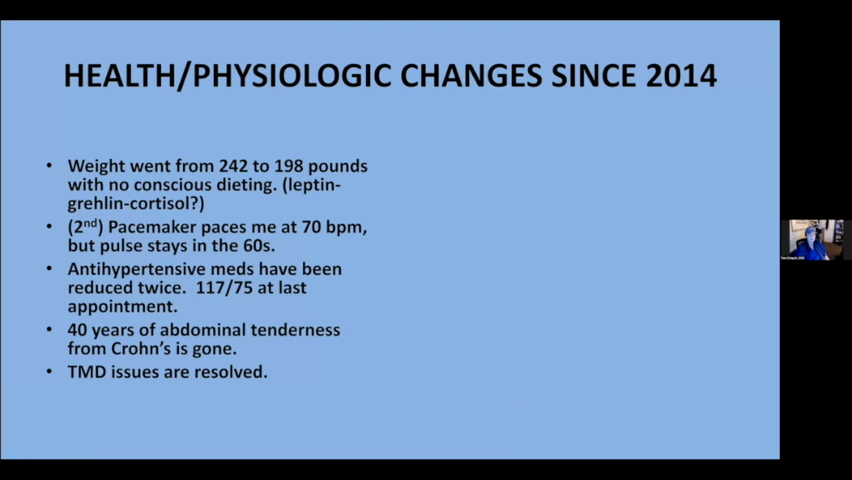 HEALTH/PHYSIOLOGIC CHANGES SINCE 2014
• Weight went from 242 to 198 pounds
with no conscious dieting. (leptin-
grehlin-cortisol?)
• (2nd) Pacemaker paces me at 70 bpm,
but pulse stays in the 60s.
• Antihypertensive meds have been
reduced twice. 117/75 at last
appointment.
• 40 years of abdominal tenderness
from Crohn's is gone.
• TMD issues are resolved.